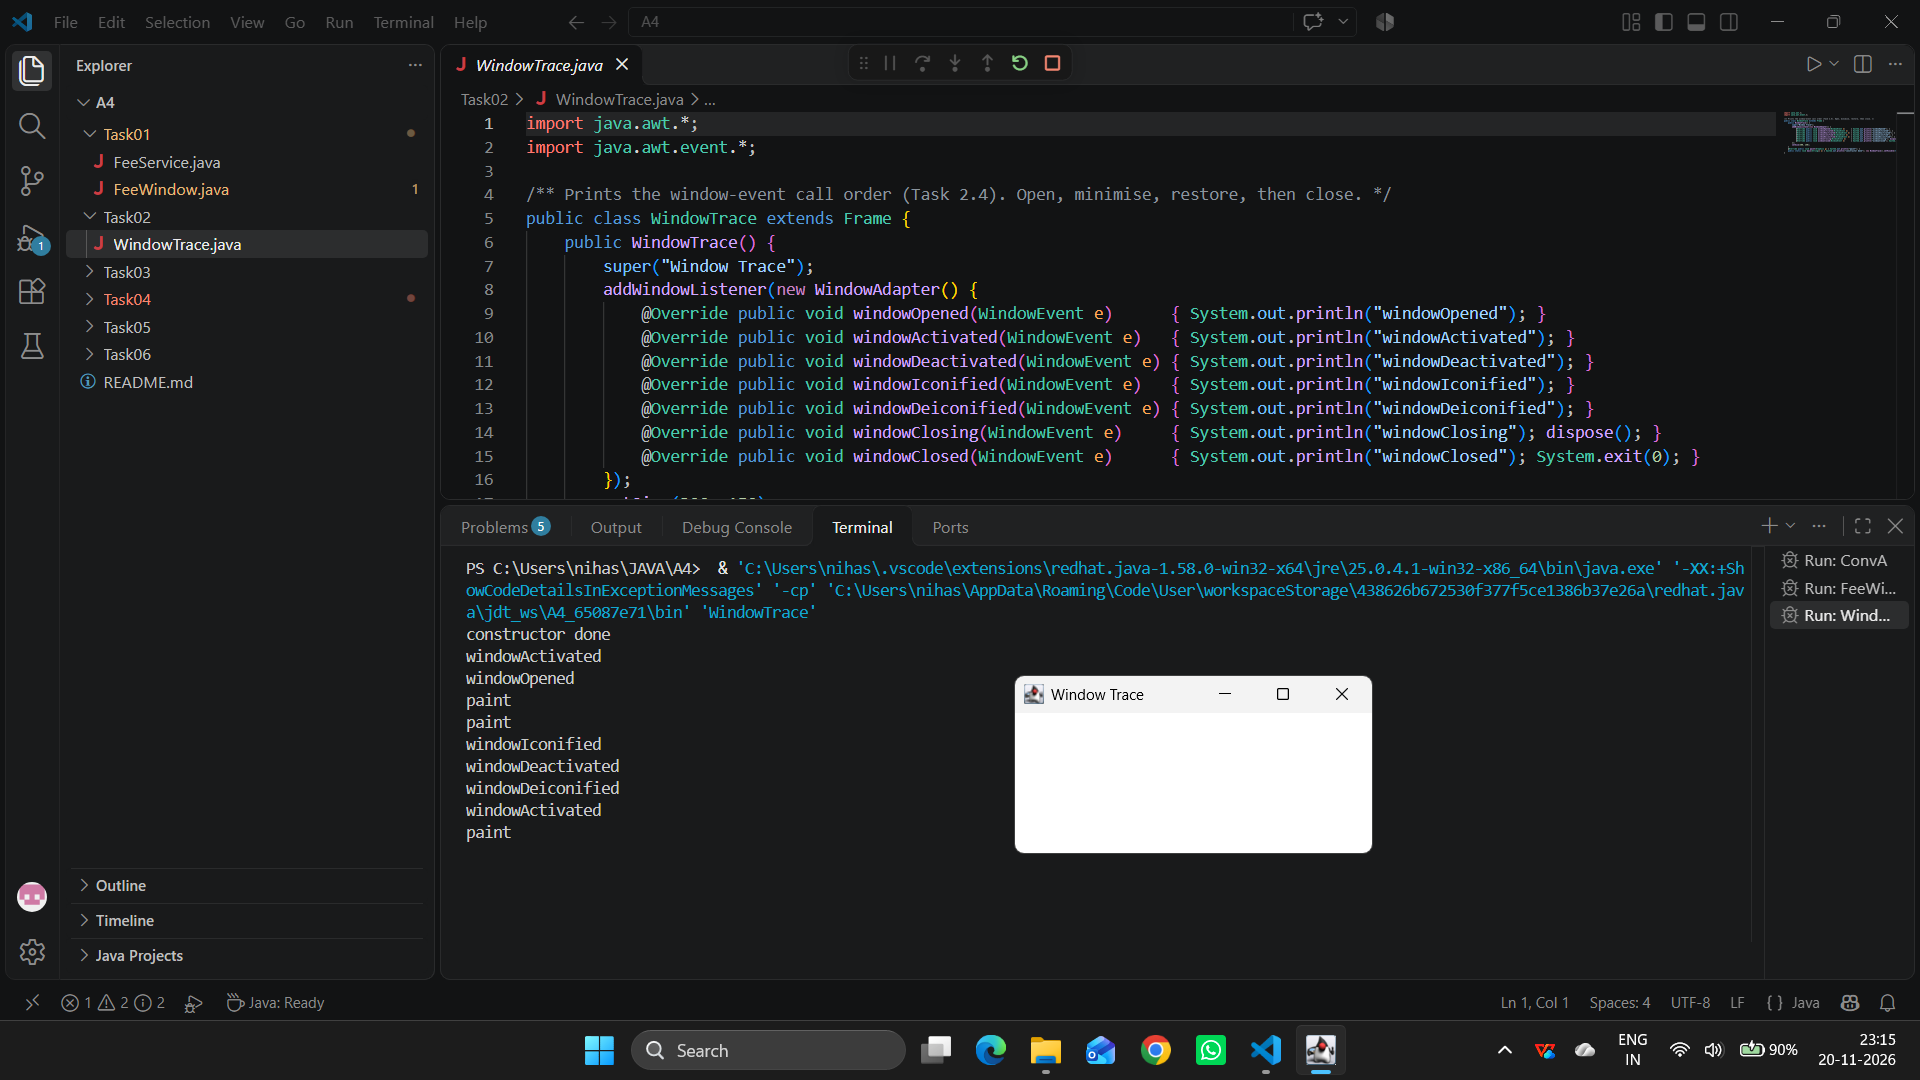 File Edit Selection View Go Run Terminal Help
A4
Explorer
A4
Task01
FeeService.java
FeeWindow.java 1
Task02
WindowTrace.java
Task03
Task04
Task05
Task06
README.md
1
Outline
Timeline
Java Projects
WindowTrace.java
Task02 > WindowTrace.java > ...
1 import java.awt.*;
2 import java.awt.event.*;
3
4 /** Prints the window-event call order (Task 2.4). Open, minimise, restore, then close. */
5 public class WindowTrace extends Frame {
6 public WindowTrace() {
7 super("Window Trace");
8 addWindowListener(new WindowAdapter() {
9 @Override public void windowOpened(WindowEvent e) { System.out.println("windowOpened"); }
10 @Override public void windowActivated(WindowEvent e) { System.out.println("windowActivated"); }
11 @Override public void windowDeactivated(WindowEvent e) { System.out.println("windowDeactivated"); }
12 @Override public void windowIconified(WindowEvent e) { System.out.println("windowIconified"); }
13 @Override public void windowDeiconified(WindowEvent e) { System.out.println("windowDeiconified"); }
14 @Override public void windowClosing(WindowEvent e) { System.out.println("windowClosing"); dispose(); }
15 @Override public void windowClosed(WindowEvent e) { System.out.println("windowClosed"); System.exit(0); }
16 });
Problems 5 Output Debug Console Terminal Ports
PS C:\Users\nihas\JAVA\A4> & 'C:\Users\nihas\.vscode\extensions\redhat.java-1.58.0-win32-x64\jre\25.0.4.1-win32-x86_64\bin\java.exe' '-XX:+Sh
owCodeDetailsInExceptionMessages' '-cp' 'C:\Users\nihas\AppData\Roaming\Code\User\workspaceStorage\438626b672530f377f5ce1386b37e26a\redhat.jav
a\jdt_ws\A4_65087e71\bin' 'WindowTrace'
constructor done
windowActivated
windowOpened
paint
paint
windowIconified
windowDeactivated
windowDeiconified
windowActivated
paint
Run: ConvA
Run: FeeWi...
Run: Wind...
Window Trace
1 2 2 Java: Ready
Ln 1, Col 1 Spaces: 4 UTF-8 LF { } Java
Search
ENG
IN
90%
23:15
20-11-2026